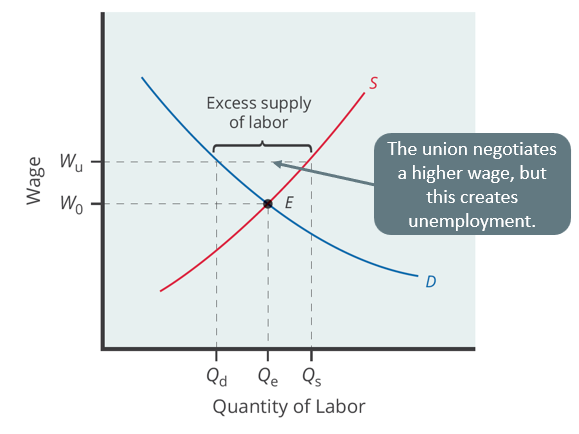 S
Excess supply
of labor
The union negotiates
a higher wage, but
this creates
unemployment.
Wage
Wu
W0
E
D
Qd Qe Qs
Quantity of Labor